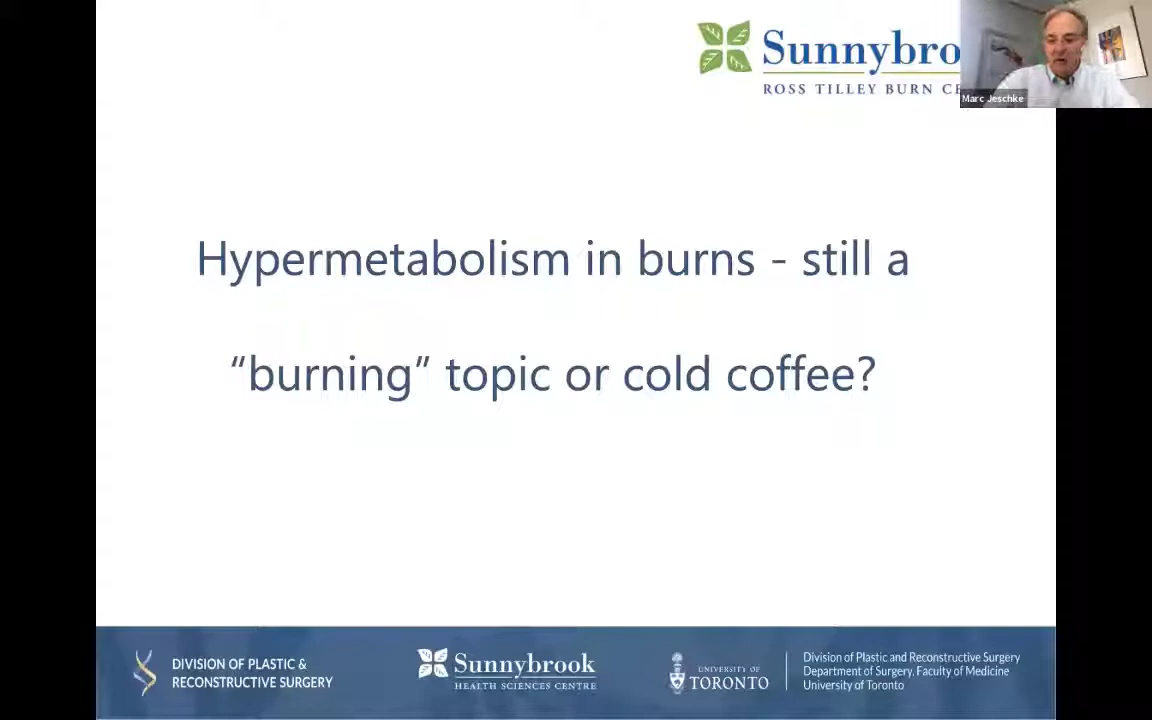 Sunnybro
ROSS TILLEY BURN CE
Marc Jeschke
Hypermetabolism in burns - still a
“burning” topic or cold coffee?
DIVISION OF PLASTIC &
RECONSTRUCTIVE SURGERY
Sunnybrook
HEALTH SCIENCES CENTRE
UNIVERSITY OF
TORONTO
Division of Plastic and Reconstructive Surgery
Department of Surgery, Faculty of Medicine
University of Toronto